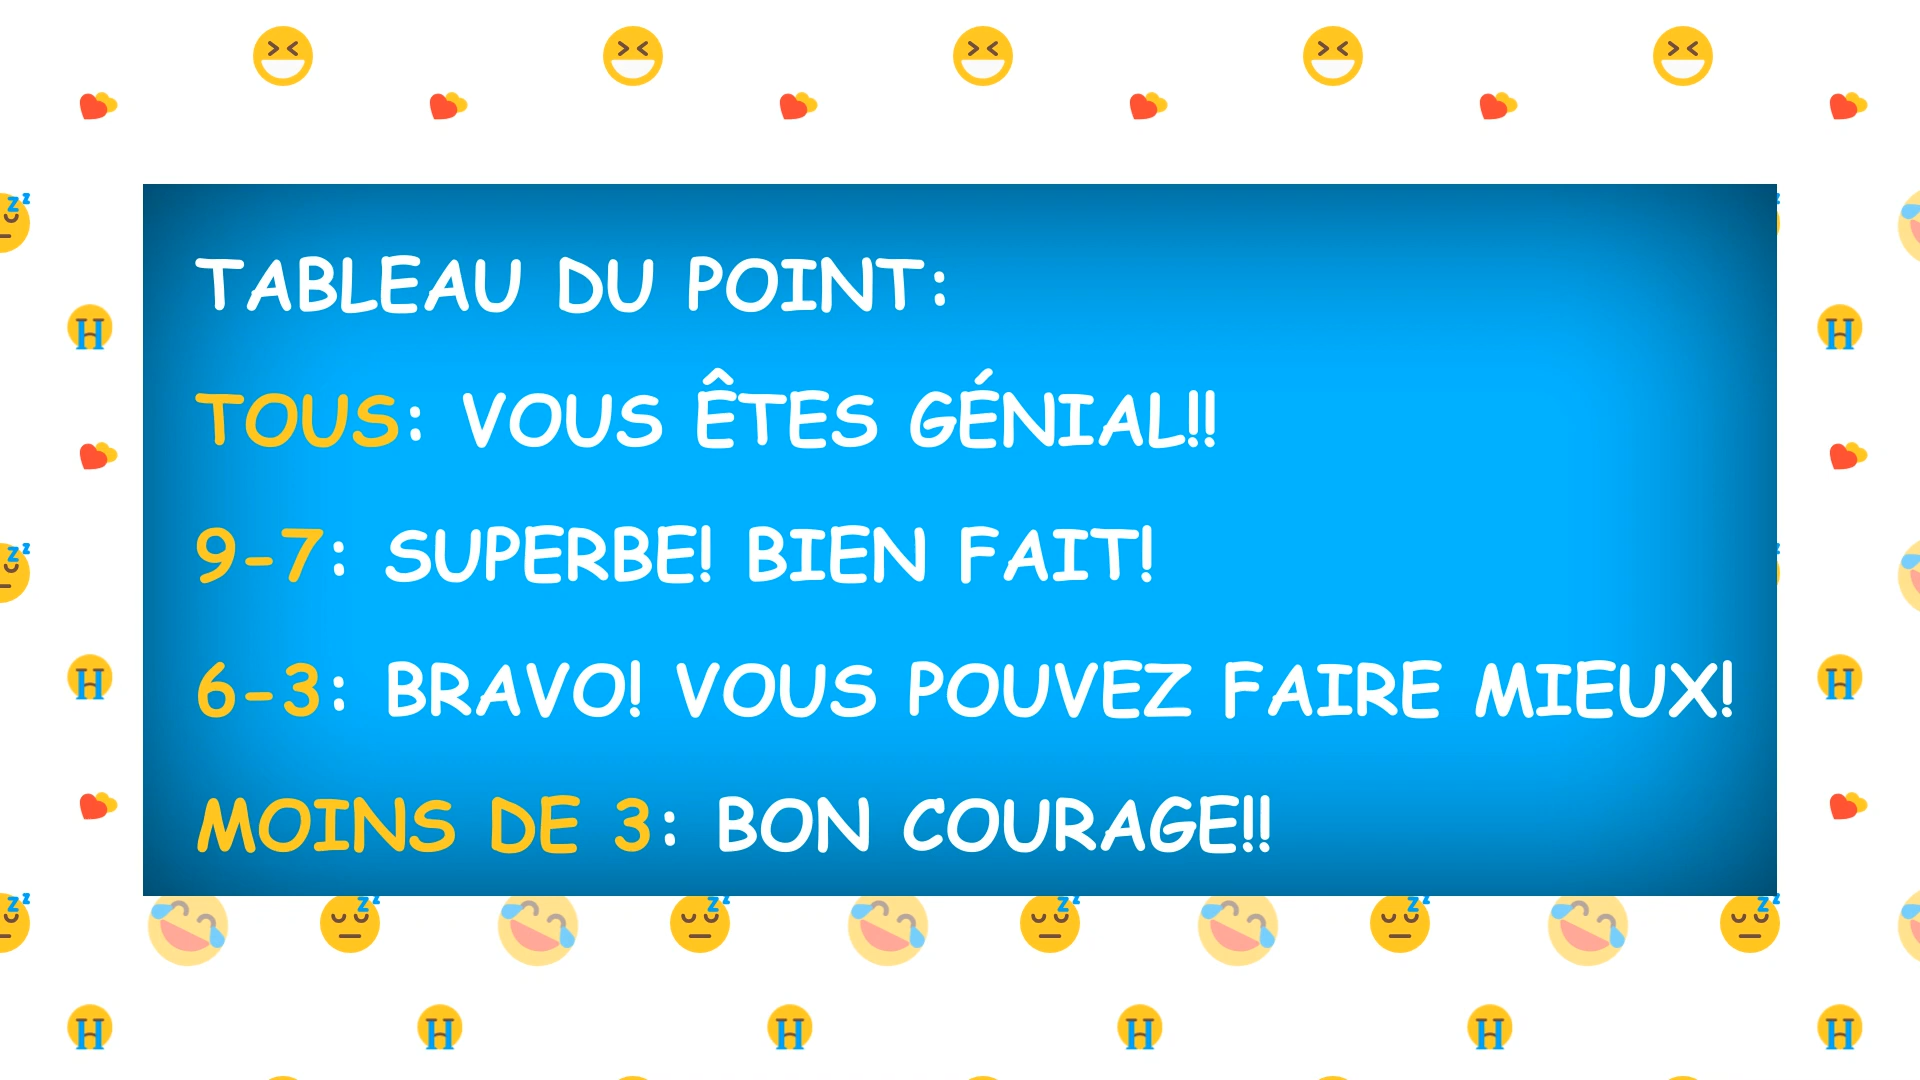 TABLEAU DU POINT:
TOUS: VOUS ÊTES GÉNIAL!!
9-7: SUPERBE! BIEN FAIT!
6-3: BRAVO! VOUS POUVEZ FAIRE MIEUX!
MOINS DE 3: BON COURAGE!!